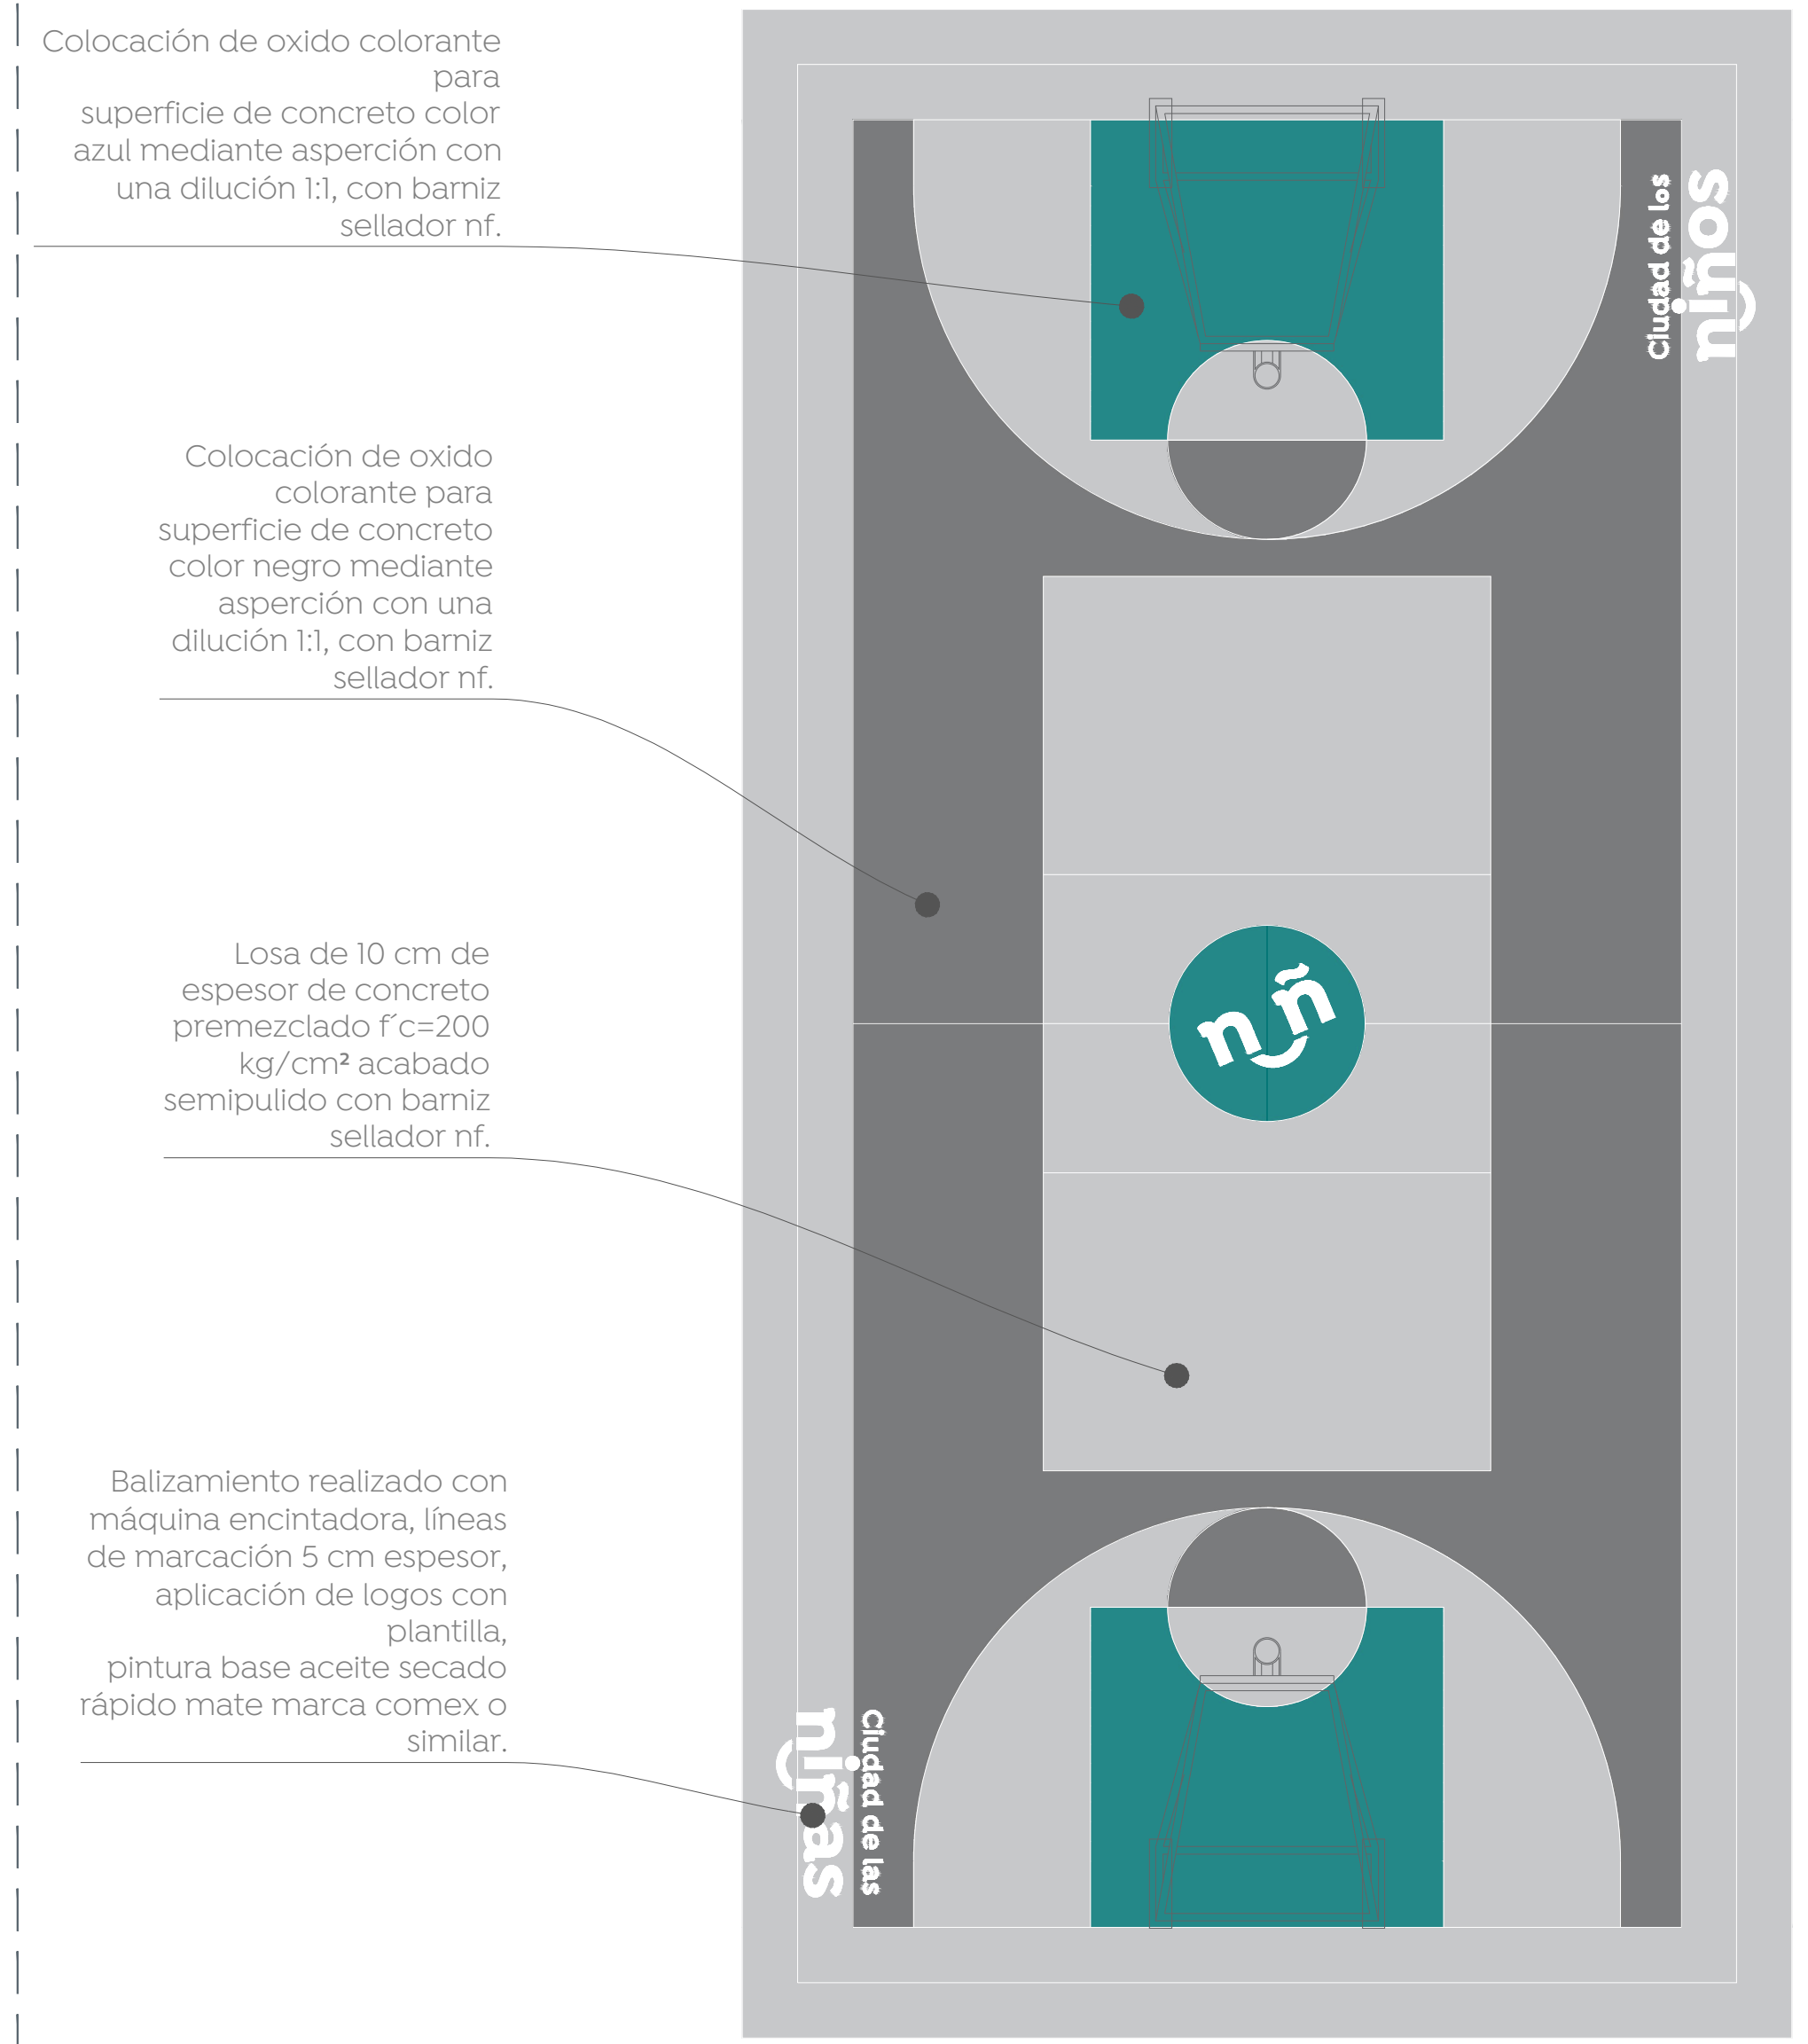 Colocación de oxido colorante
para
superficie de concreto color
azul mediante asperción con
una dilución 1:1, con barniz
sellador nf.
Colocación de oxido
colorante para
superficie de concreto
color negro mediante
asperción con una
dilución 1:1, con barniz
sellador nf.
Losa de 10 cm de
espesor de concreto
premezclado f´c=200
kg/cm² acabado
semipulido con barniz
sellador nf.
Balizamiento realizado con
máquina encintadora, líneas
de marcación 5 cm espesor,
aplicación de logos con
plantilla,
pintura base aceite secado
rápido mate marca comex o
similar.
Ciudad de los
niños
n ñ
Ciudad de las
niñas